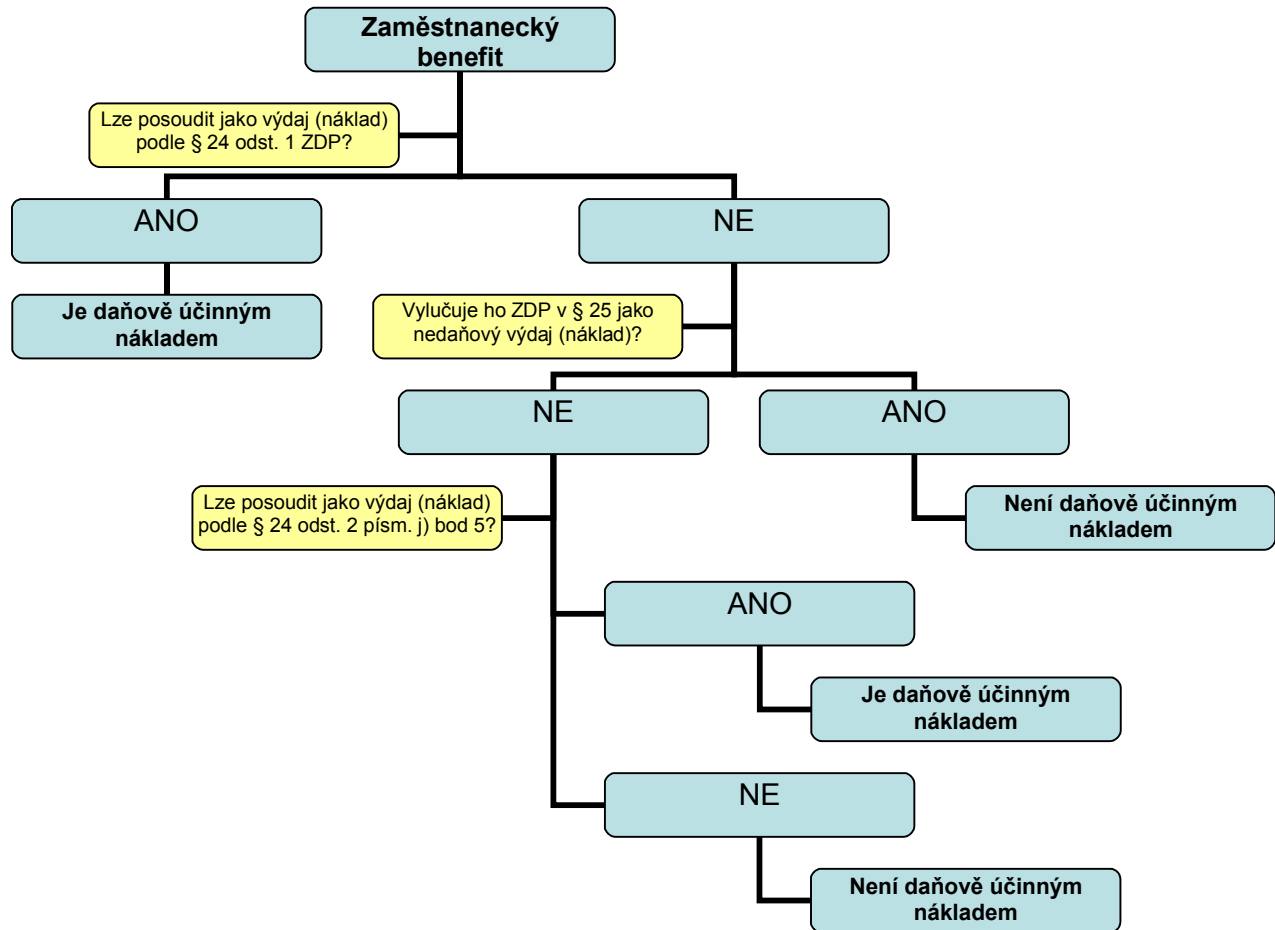 Zaměstnanecký
benefit
Lze posoudit jako výdaj (náklad)
podle § 24 odst. 1 ZDP?
ANO
NE
Je daňově účinným
nákladem
Vylučuje ho ZDP v § 25 jako
nedaňový výdaj (náklad)?
NE
ANO
Lze posoudit jako výdaj (náklad)
podle § 24 odst. 2 písm. j) bod 5?
Není daňově účinným
nákladem
ANO
Je daňově účinným
nákladem
NE
Není daňově účinným
nákladem